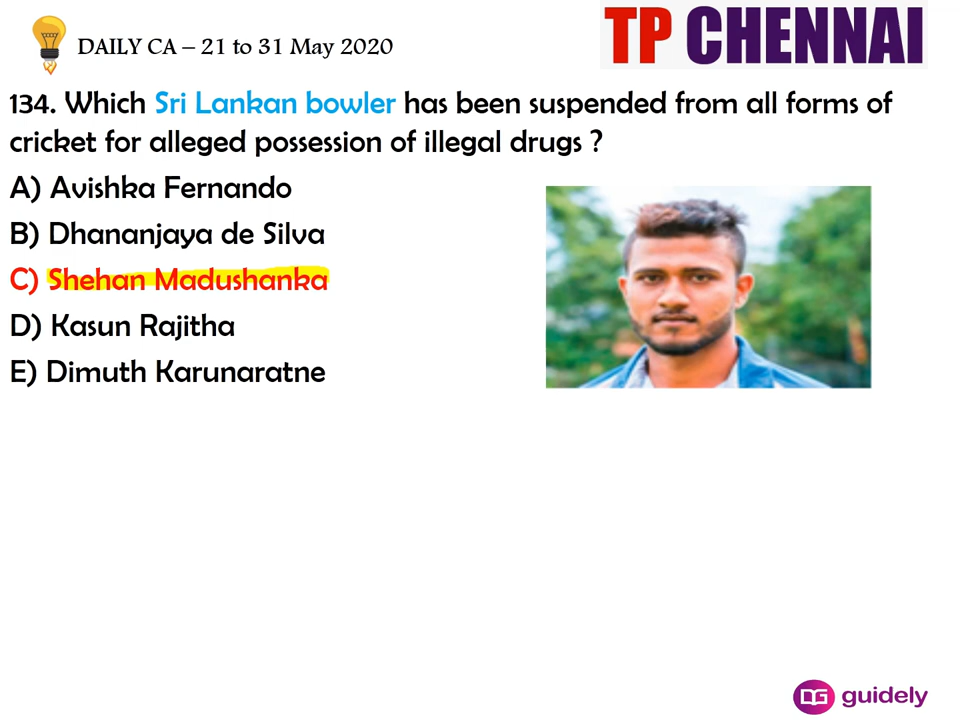 DAILY CA – 21 to 31 May 2020
TP CHENNAI
134. Which Sri Lankan bowler has been suspended from all forms of
cricket for alleged possession of illegal drugs ?
A) Avishka Fernando
B) Dhananjaya de Silva
C) Shehan Madushanka
D) Kasun Rajitha
E) Dimuth Karunaratne
guidely